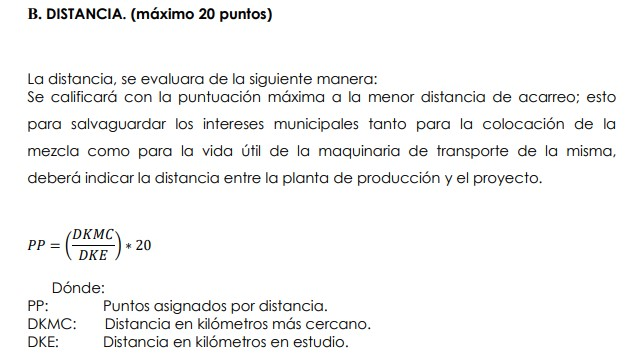 B. DISTANCIA. (máximo 20 puntos)
La distancia, se evaluara de la siguiente manera:
Se calificará con la puntuación máxima a la menor distancia de acarreo; esto
para salvaguardar los intereses municipales tanto para la colocación de la
mezcla como para la vida útil de la maquinaria de transporte de la misma,
deberá indicar la distancia entre la planta de producción y el proyecto.
PP = (DKMC/DKE) * 20
Dónde:
PP: Puntos asignados por distancia.
DKMC: Distancia en kilómetros más cercano.
DKE: Distancia en kilómetros en estudio.